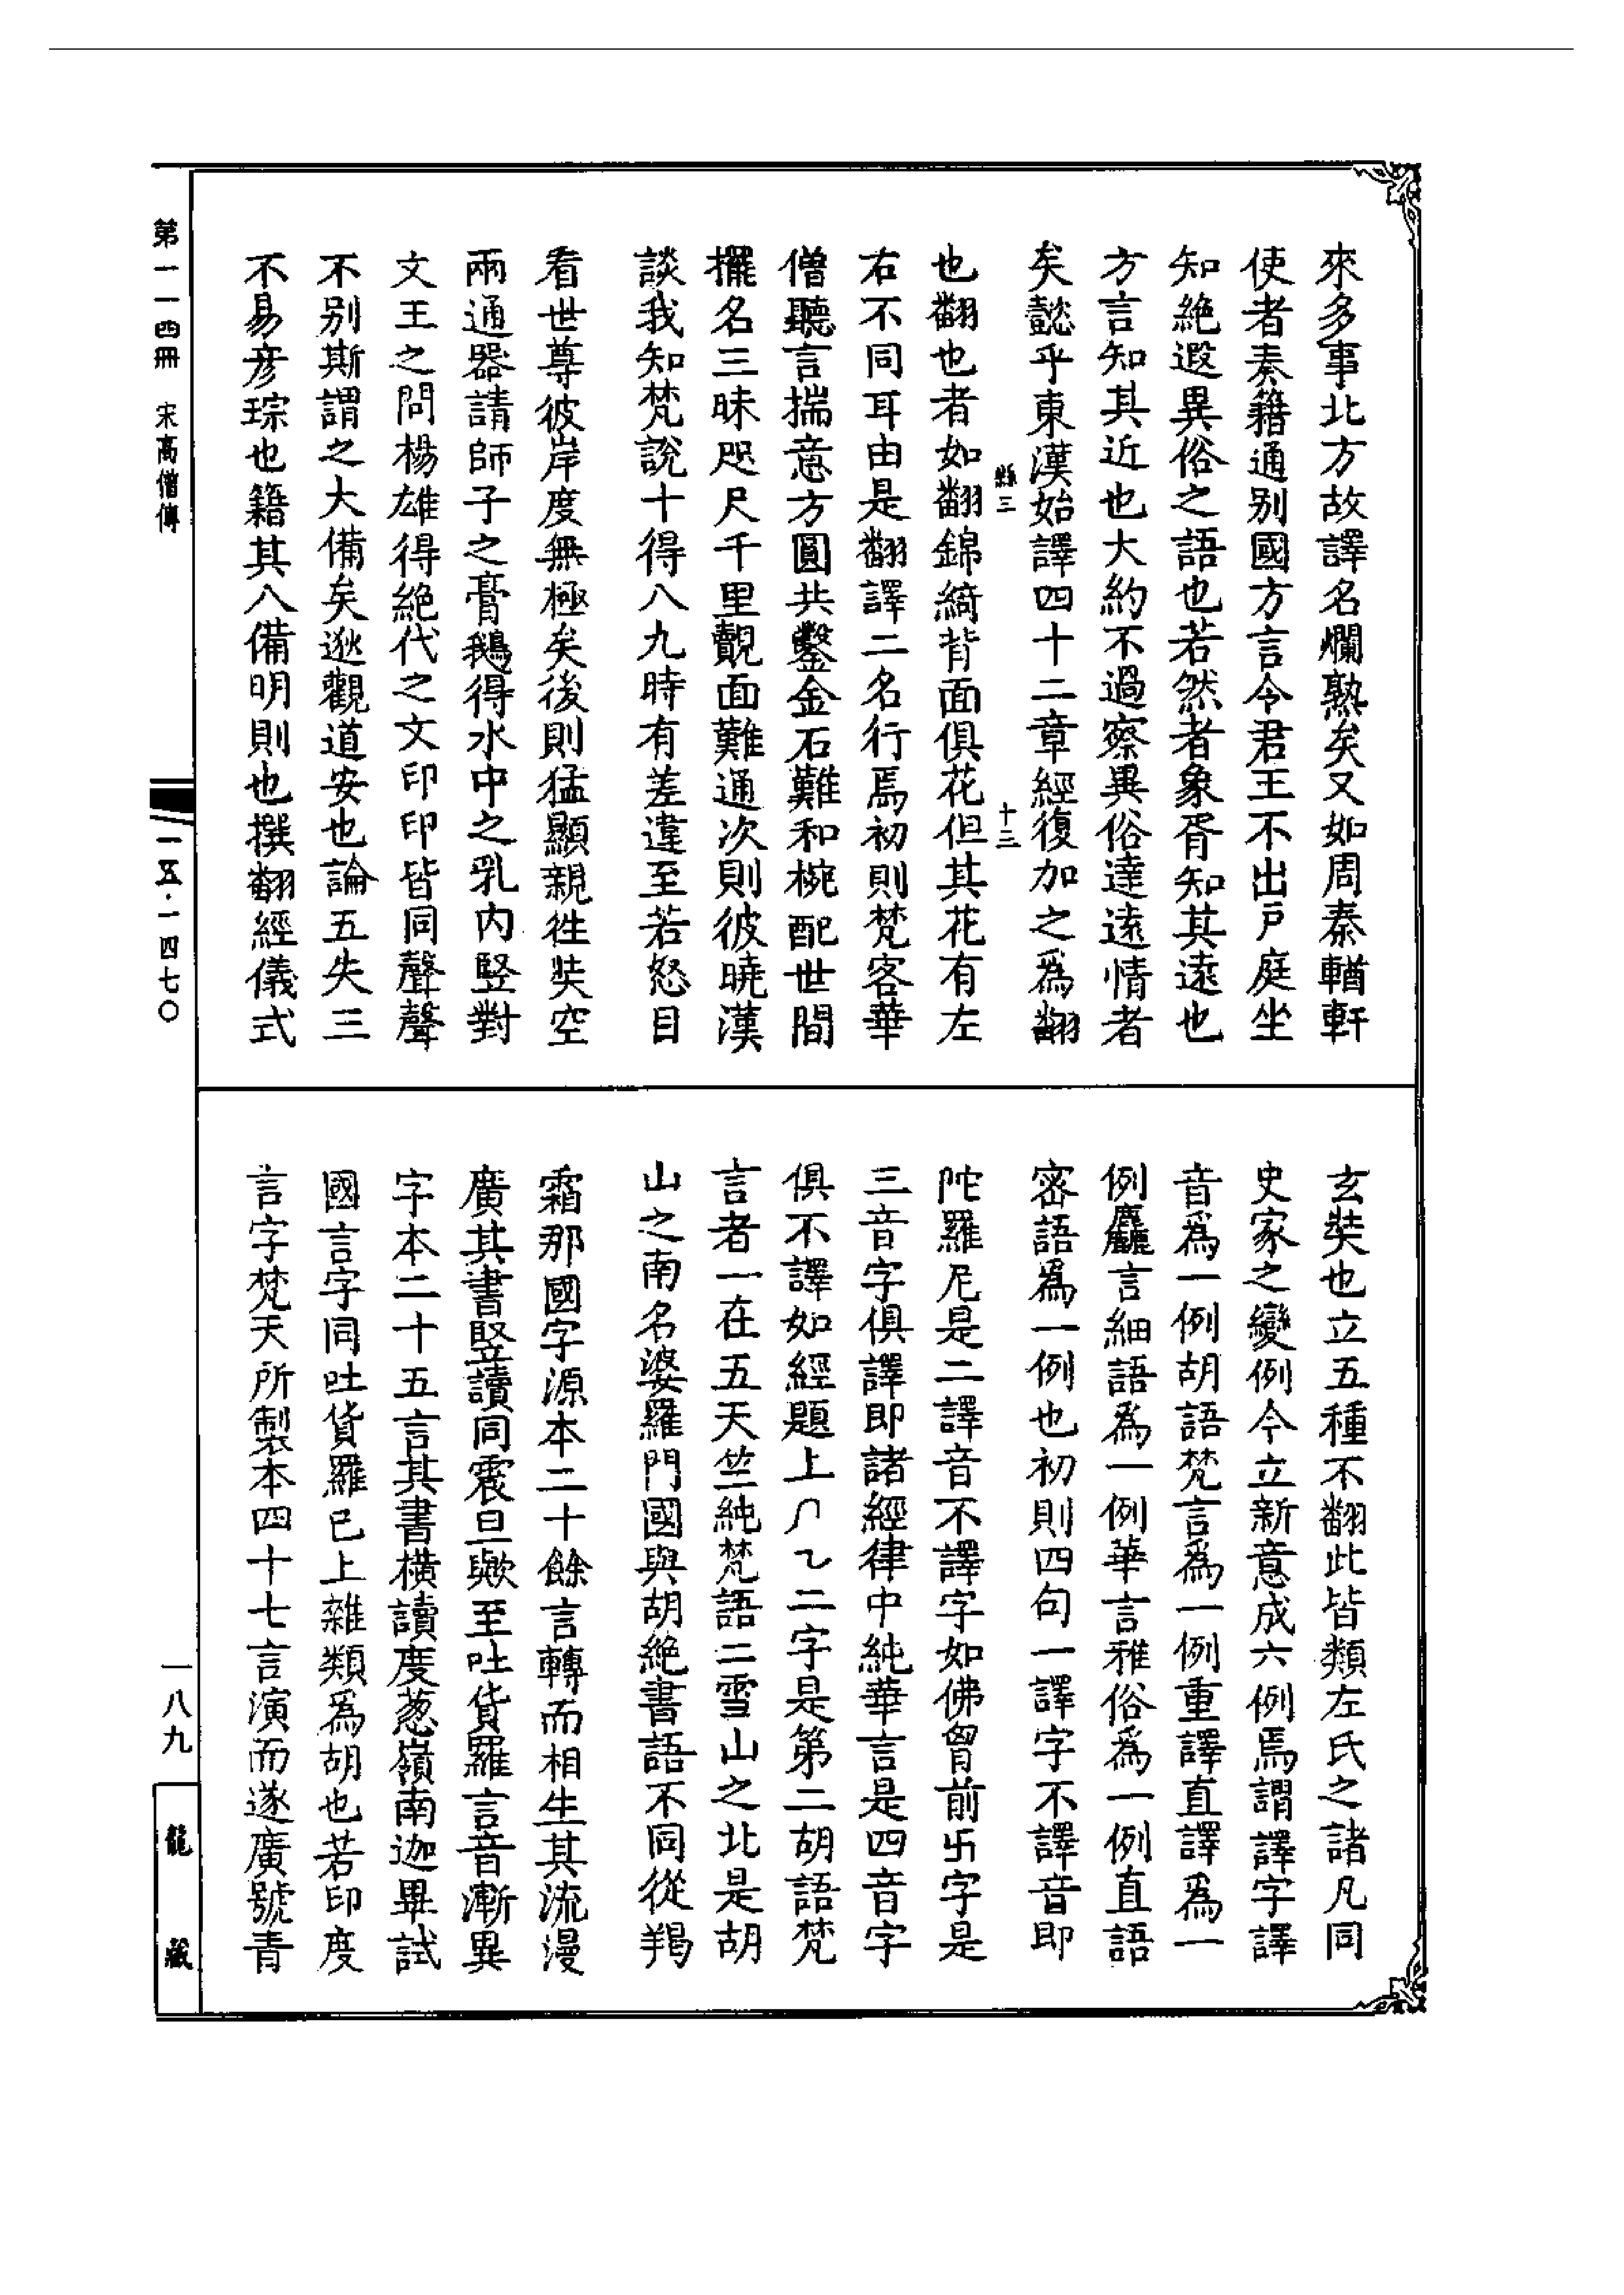 來多事北方故譯名爛熟矣又如周秦輶軒
使者奏籍通别國方言令君王不出戸庭坐
知絶遐異俗之語也若然者象胥知其遠也
方言知其近也大約不過察異俗達遠情者
矣懿乎東漢始譯四十二章經復加之爲翻
縣三 十三
也翻也者如翻錦綺背面俱花但其花有左
右不同耳由是翻譯二名行焉初則梵客華
僧聽言揣意方圓共鑿金石難和椀配世間
擺名三昧咫尺千里覿面難通次則彼曉漢
談我知梵說十得八九時有差違至若怒目
看世尊彼岸度無極矣後則猛顯親徃奘空
兩通器請師子之膏鵝得水中之乳内竪對
文王之問楊雄得絶代之文印印皆同聲聲
不别斯謂之大備矣逖觀道安也論五失三
不易彦琮也籍其八備明則也撰翻經儀式
玄奘也立五種不翻此皆類左氏之諸凡同
史家之變例今立新意成六例焉謂譯字譯
音爲一例胡語梵言爲一例重譯直譯爲一
例麤言細語爲一例華言雅俗爲一例直語
密語爲一例也初則四句一譯字不譯音即
陀羅尼是二譯音不譯字如佛胷前卐字是
三音字俱譯即諸經律中純華言是四音字
俱不譯如經題上二字是第二胡語梵
言者一在五天竺純梵語二雪山之北是胡
山之南名婆羅門國與胡絶書語不同從羯
霜那國字源本二十餘言轉而相生其流漫
廣其書竪讀同震旦歟至吐貨羅言音漸異
字本二十五言其書橫讀度葱嶺南迦畢試
國言字同吐貨羅已上雜類爲胡也若印度
言字梵天所製本四十七言演而遂廣號青
第一一四冊 宋高僧傳
一五·一四七〇
一八九
龍藏